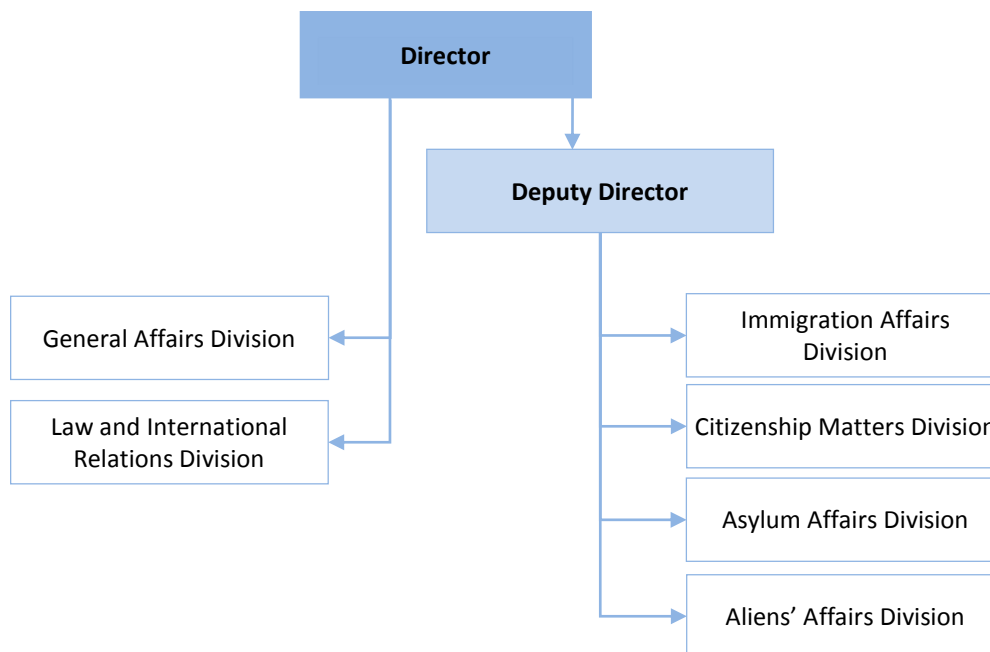 Director
Deputy Director
General Affairs Division
Law and International
Relations Division
Immigration Affairs
Division
Citizenship Matters Division
Asylum Affairs Division
Aliens’ Affairs Division